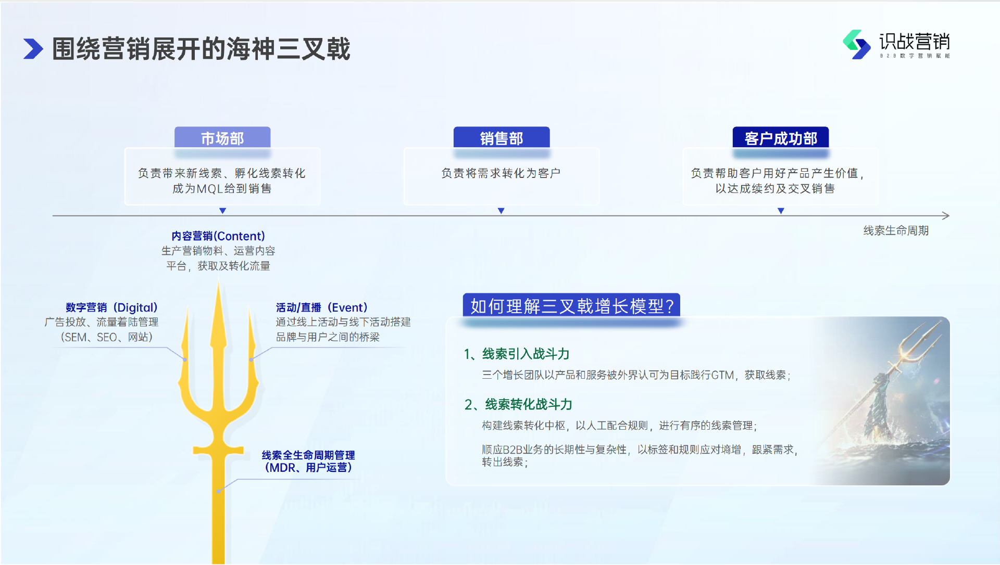 围绕营销展开的海神三叉戟
识战营销
B2B数字营销赋能
市场部
负责带来新线索、孵化线索转化
成为MQL给到销售
销售部
负责将需求转化为客户
客户成功部
负责帮助客户用好产品产生价值，
以达成续约及交叉销售
线索生命周期
内容营销(Content)
生产营销物料、运营内容
平台，获取及转化流量
数字营销（Digital）
广告投放、流量着陆管理
（SEM、SEO、网站）
活动/直播（Event）
通过线上活动与线下活动搭建
品牌与用户之间的桥梁
线索全生命周期管理
（MDR、用户运营）
如何理解三叉戟增长模型？
1、线索引入战斗力
三个增长团队以产品和服务被外界认可为目标践行GTM，获取线索；
2、线索转化战斗力
构建线索转化中枢，以人工配合规则，进行有序的线索管理；
顺应B2B业务的长期性与复杂性，以标签和规则应对墒增，跟紧需求，
转出线索；